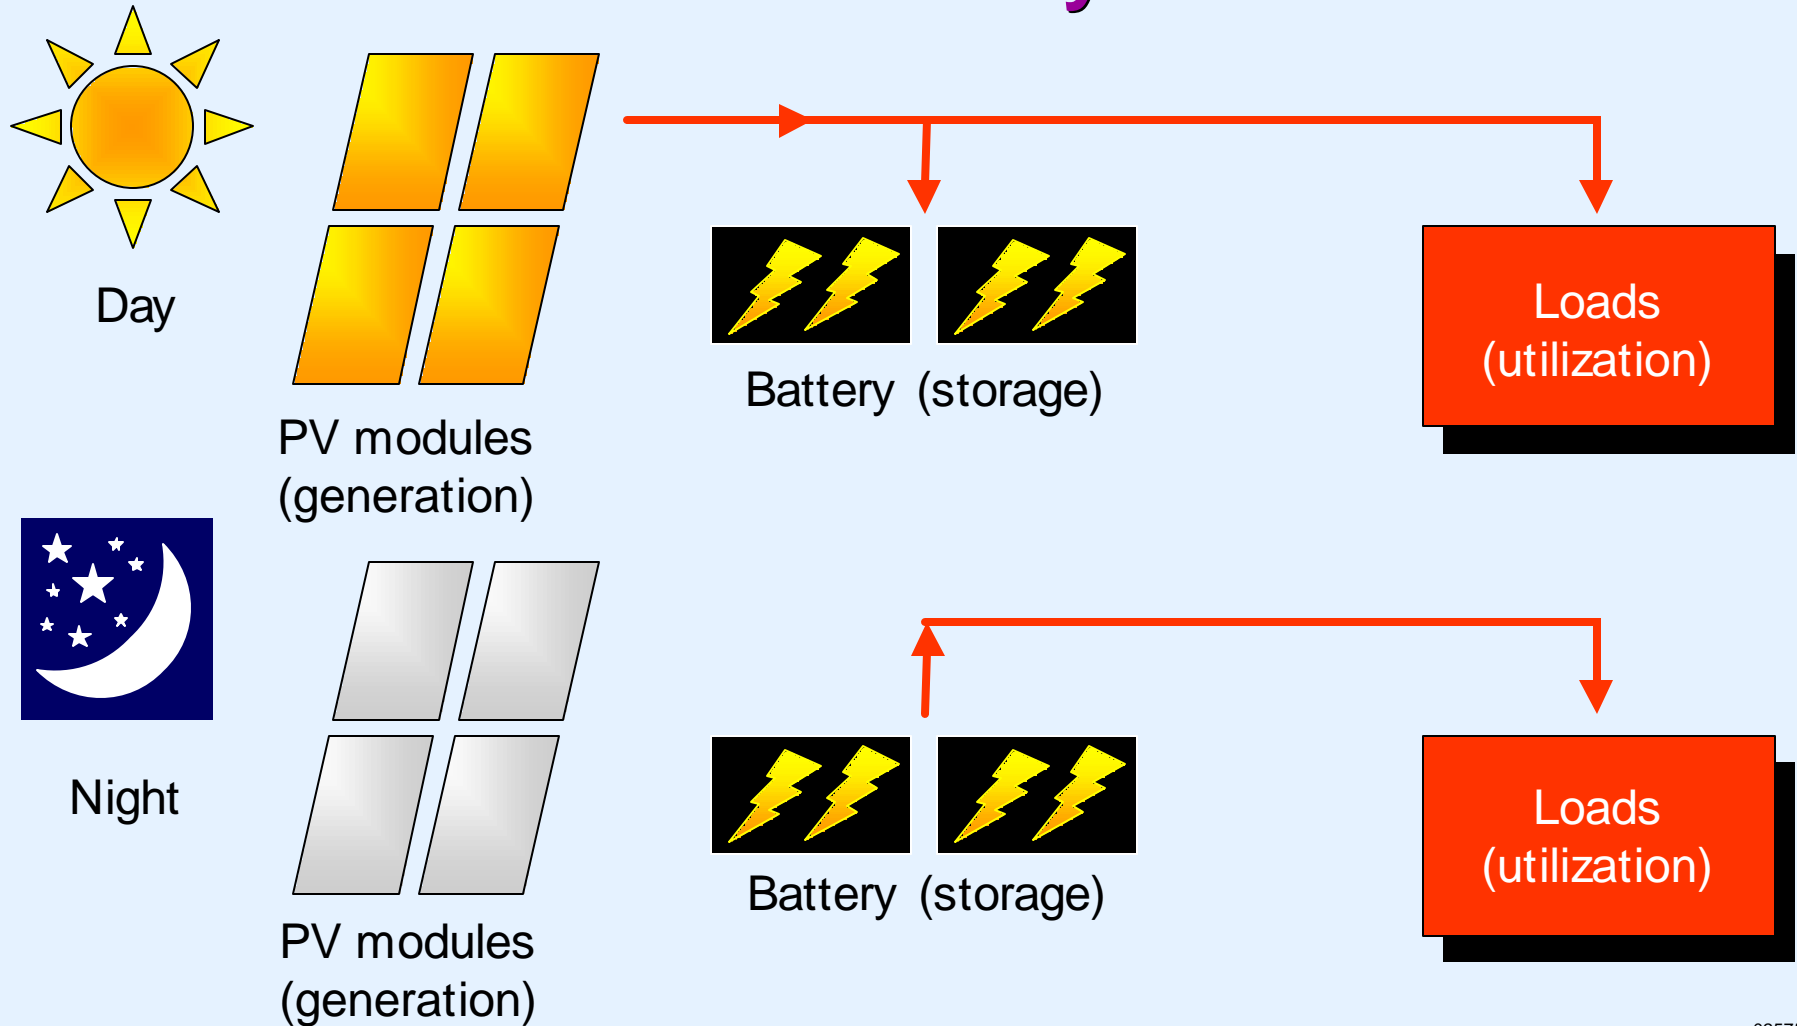 Day
PV modules
(generation)
Battery (storage)
Loads
(utilization)
Night
PV modules
(generation)
Battery (storage)
Loads
(utilization)